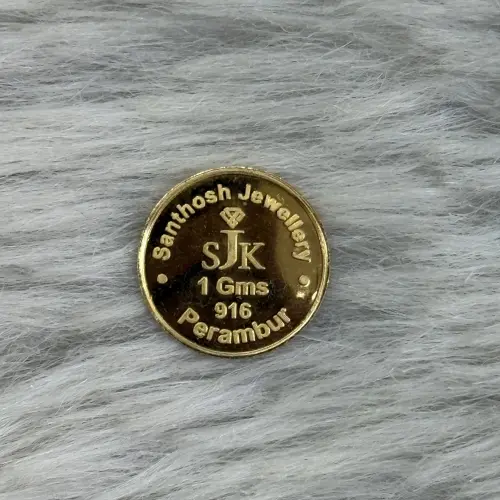 Santhosh Jewellery
SJK
1 Gms
916
Perambur